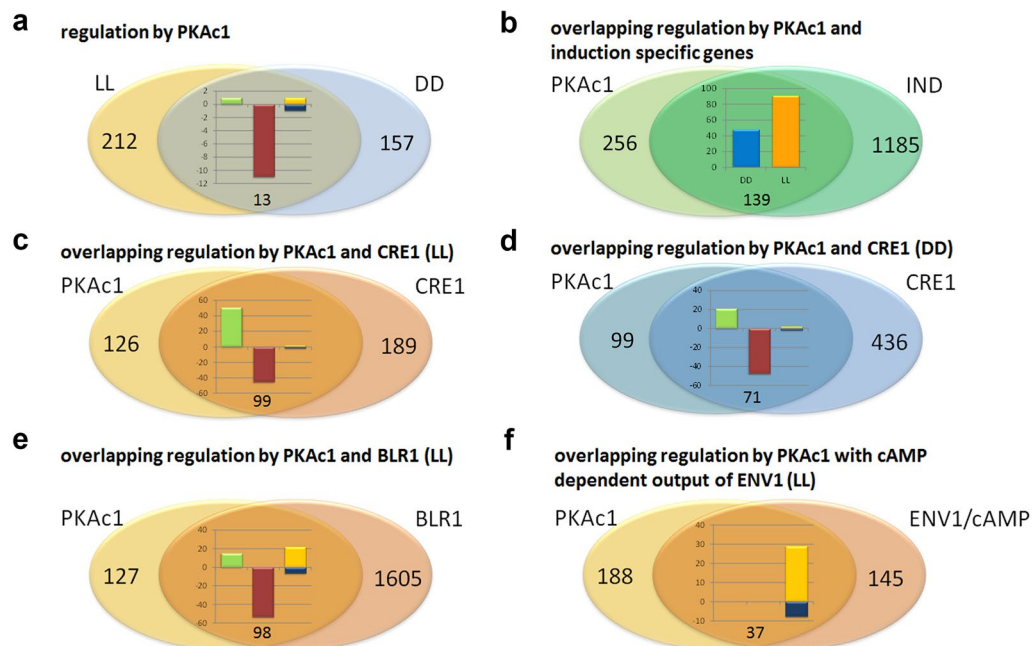 a regulation by PKAc1
LL
DD
212
157
2
0
-2
-4
-6
-8
-10
-12
13
b overlapping regulation by PKAc1 and
induction specific genes
PKAc1
IND
256
1185
100
80
60
40
20
0
DD LL
139
c overlapping regulation by PKAc1 and CRE1 (LL)
PKAc1
CRE1
126
189
60
40
20
0
-20
-40
-60
99
d overlapping regulation by PKAc1 and CRE1 (DD)
PKAc1
CRE1
99
436
40
20
0
-20
-40
-60
71
e overlapping regulation by PKAc1 and BLR1 (LL)
PKAc1
BLR1
127
1605
40
20
0
-20
-40
-60
98
f overlapping regulation by PKAc1 with cAMP
dependent output of ENV1 (LL)
PKAc1
ENV1/cAMP
188
145
40
30
20
10
0
-10
37